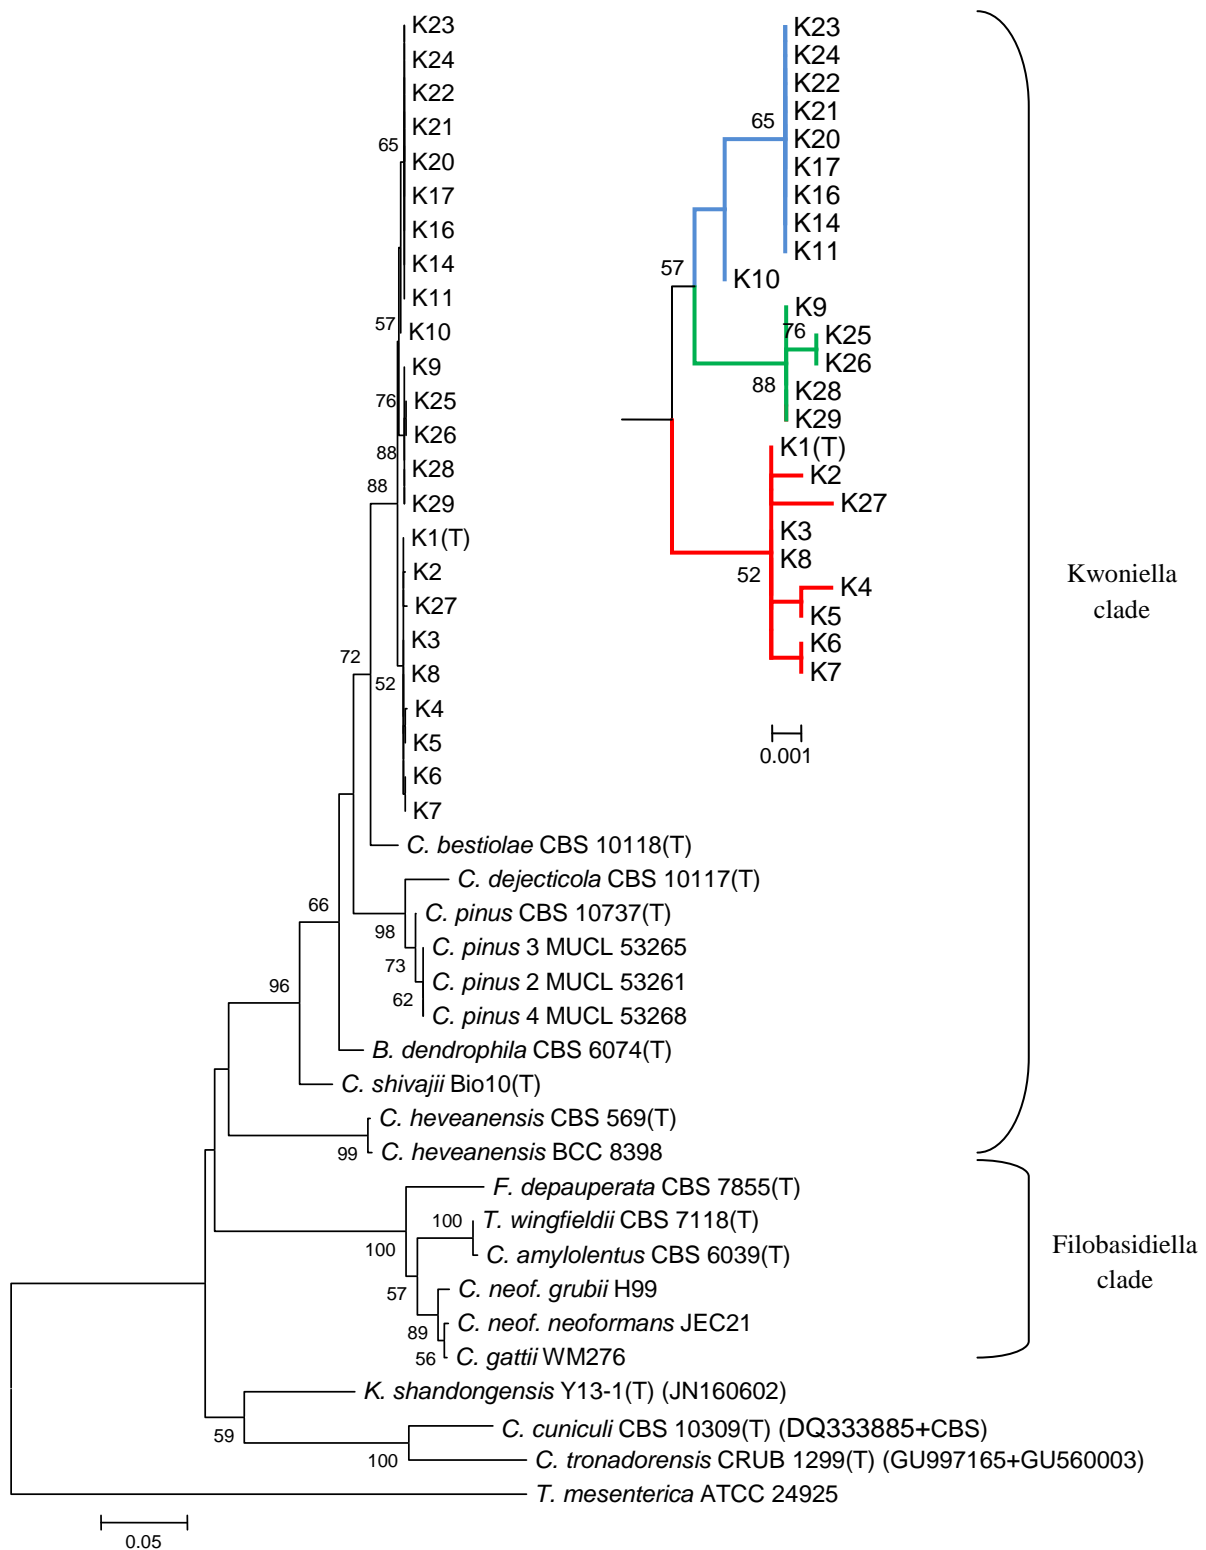 K23
K24
K22
K21
65
K20
K17
K16
K14
K11
57
K10
K9
76
K25
K26
88
K28
88
K29
K1(T)
K2
K27
K3
72
K8
52
K4
K5
K6
K7
C. bestiolae CBS 10118(T)
C. dejecticola CBS 10117(T)
66
C. pinus CBS 10737(T)
98
C. pinus 3 MUCL 53265
73
C. pinus 2 MUCL 53261
96
62
C. pinus 4 MUCL 53268
B. dendrophila CBS 6074(T)
C. shivajii Bio10(T)
C. heveanensis CBS 569(T)
99
C. heveanensis BCC 8398
F. depauperata CBS 7855(T)
100
T. wingfieldii CBS 7118(T)
100
C. amylolentus CBS 6039(T)
57
C. neof. grubii H99
89
C. neof. neoformans JEC21
56
C. gattii WM276
K. shandongensis Y13-1(T) (JN160602)
59
C. cuniculi CBS 10309(T) (DQ333885+CBS)
100
C. tronadorensis CRUB 1299(T) (GU997165+GU560003)
T. mesenterica ATCC 24925
0.05
K23
K24
K22
K21
65
K20
K17
K16
K14
K11
57
K10
K9
76
K25
K26
88
K28
K29
K1(T)
K2
K27
K3
K8
52
K4
K5
K6
K7
0.001
Kwoniella
clade
Filobasidiella
clade